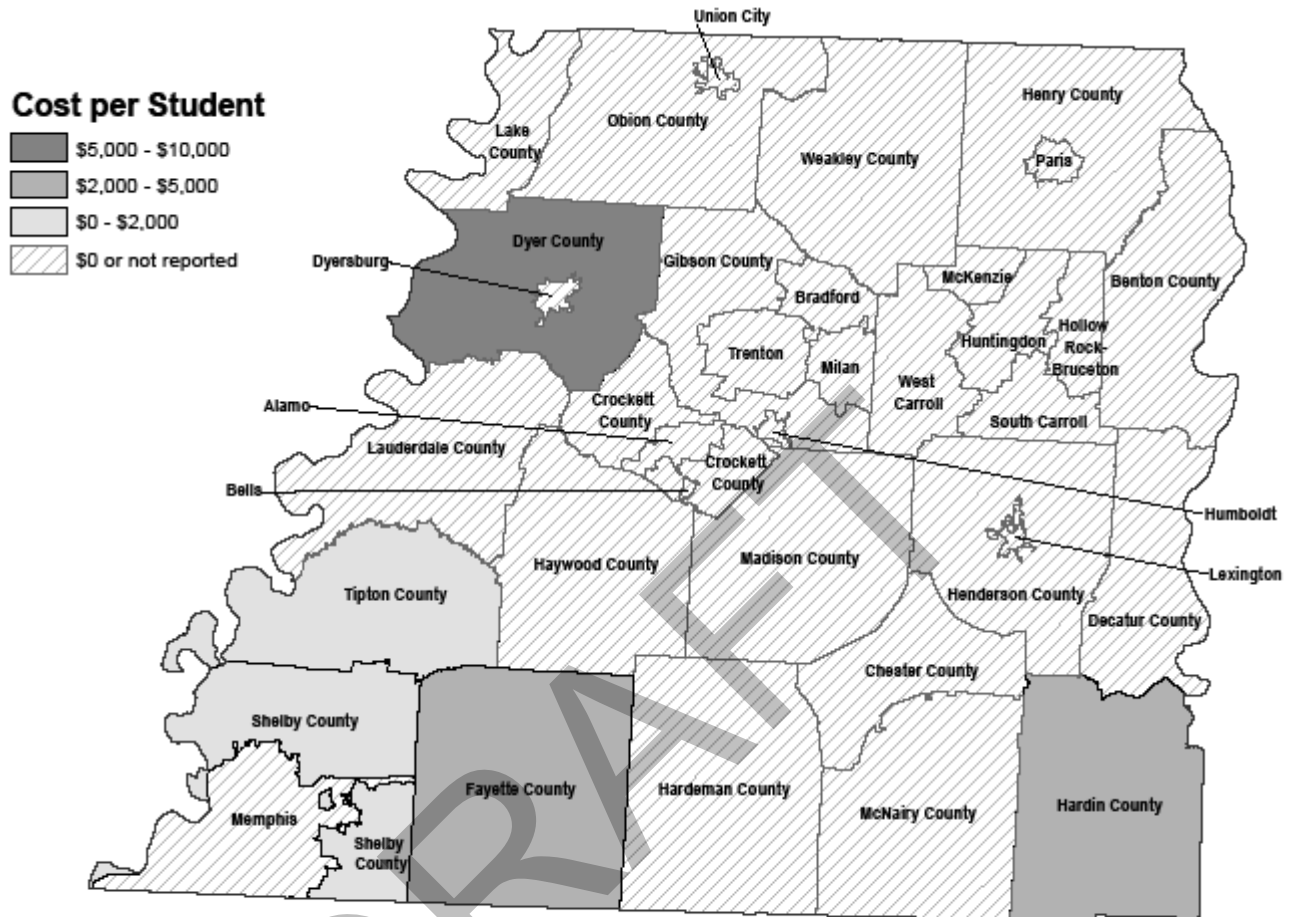 Union City
Cost per Student
$5,000 - $10,000
$2,000 - $5,000
$0 - $2,000
$0 or not reported
Lake
County
Obion County
Weakley County
Henry County
Paris
Dyer County
Dyersburg
Gibson County
Bradford
McKenzie
Benton County
Trenton
Milan
Huntingdon
Hollow
Rock-
Bruceton
West
Carroll
South Carroll
Alamo
Crockett
County
Lauderdale County
Crockett
County
Bells
Humboldt
Haywood County
Madison County
Lexington
Tipton County
Henderson County
Decatur County
Chester County
Shelby County
Fayette County
Hardeman County
McNairy County
Hardin County
Memphis
Shelby
County
DRAFT